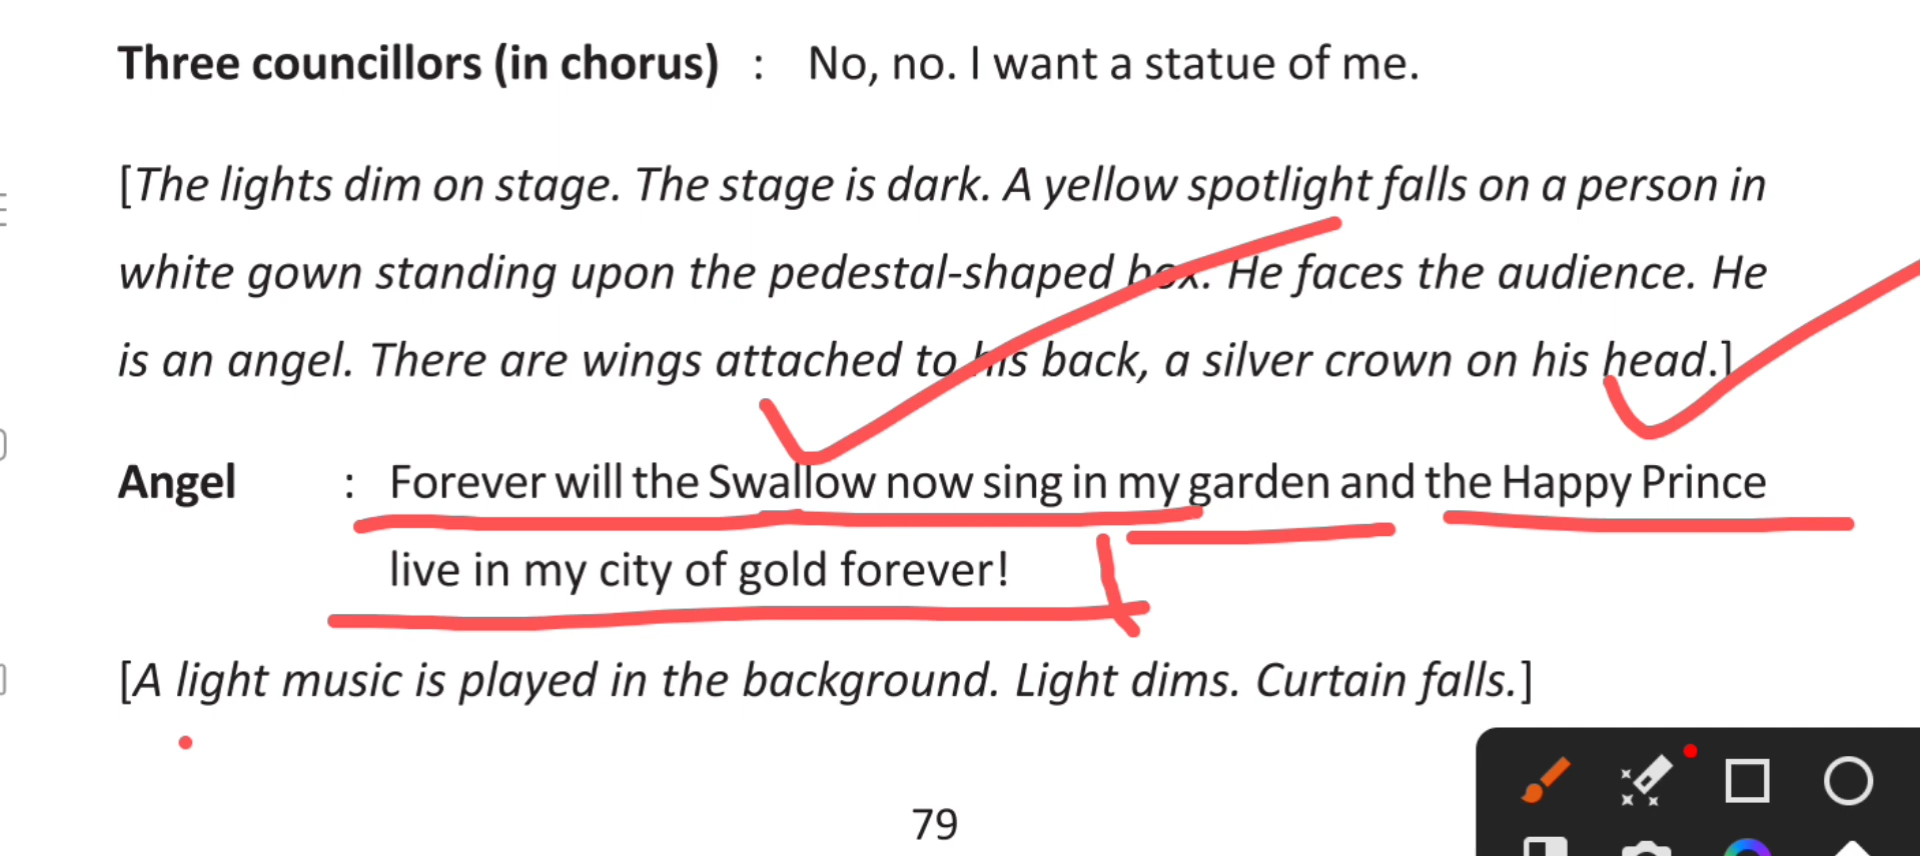 Three councillors (in chorus) : No, no. I want a statue of me.
[The lights dim on stage. The stage is dark. A yellow spotlight falls on a person in
white gown standing upon the pedestal-shaped box. He faces the audience. He
is an angel. There are wings attached to his back, a silver crown on his head.]
Angel : Forever will the Swallow now sing in my garden and the Happy Prince
live in my city of gold forever!
[A light music is played in the background. Light dims. Curtain falls.]
79